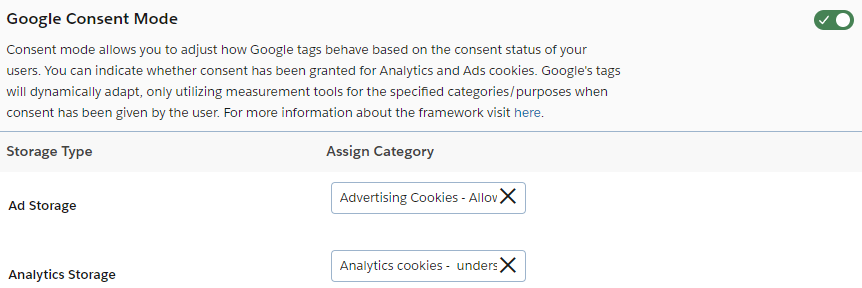 Google Consent Mode
Consent mode allows you to adjust how Google tags behave based on the consent status of your
users. You can indicate whether consent has been granted for Analytics and Ads cookies. Google's tags
will dynamically adapt, only utilizing measurement tools for the specified categories/purposes when
consent has been given by the user. For more information about the framework visit here.
Storage Type Assign Category
Ad Storage Advertising Cookies - Allow
Analytics Storage Analytics cookies -  unders